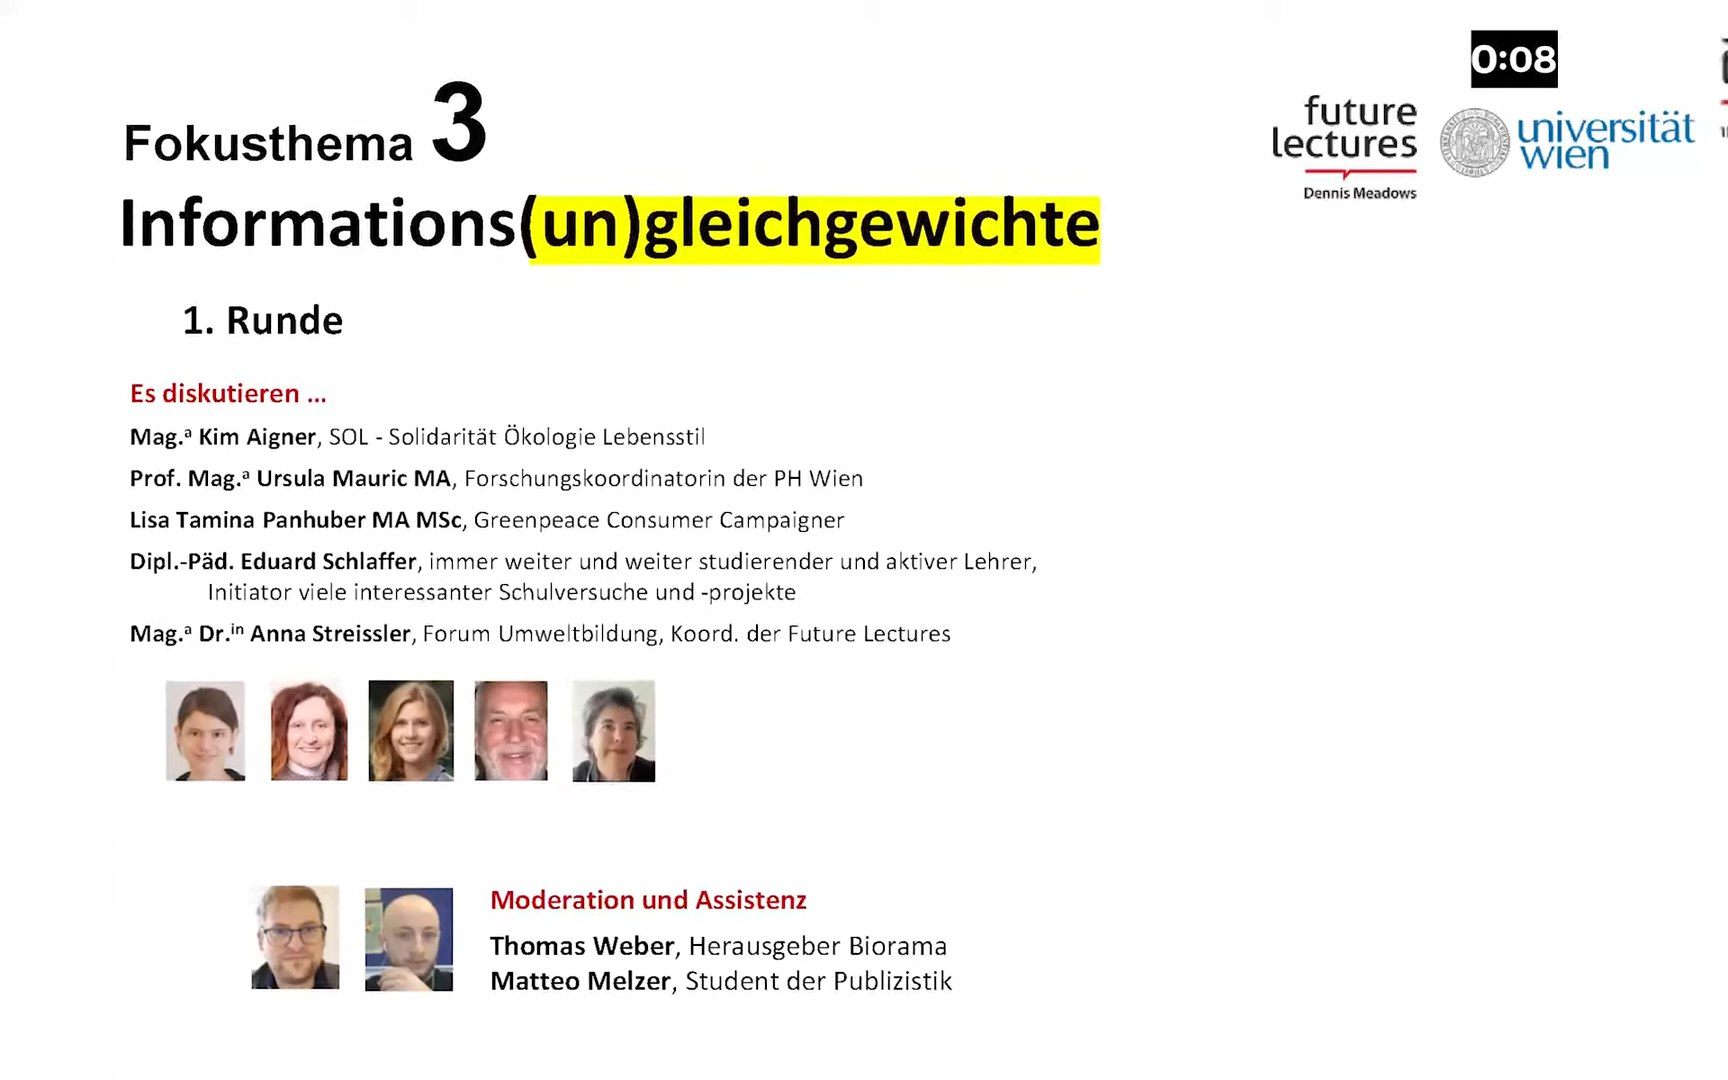 0:08
Fokusthema 3
future
lectures
Dennis Meadows
universität
wien
Informations(un)gleichgewichte
1. Runde
Es diskutieren ...
Mag.ᵃ Kim Aigner, SOL - Solidarität Ökologie Lebensstil
Prof. Mag.ᵃ Ursula Mauric MA, Forschungskoordinatorin der PH Wien
Lisa Tamina Panhuber MA MSc, Greenpeace Consumer Campaigner
Dipl.-Päd. Eduard Schlaffer, immer weiter und weiter studierender und aktiver Lehrer,
Initiator viele interessanter Schulversuche und -projekte
Mag.ᵃ Dr.ⁱⁿ Anna Streissler, Forum Umweltbildung, Koord. der Future Lectures
Moderation und Assistenz
Thomas Weber, Herausgeber Biorama
Matteo Melzer, Student der Publizistik